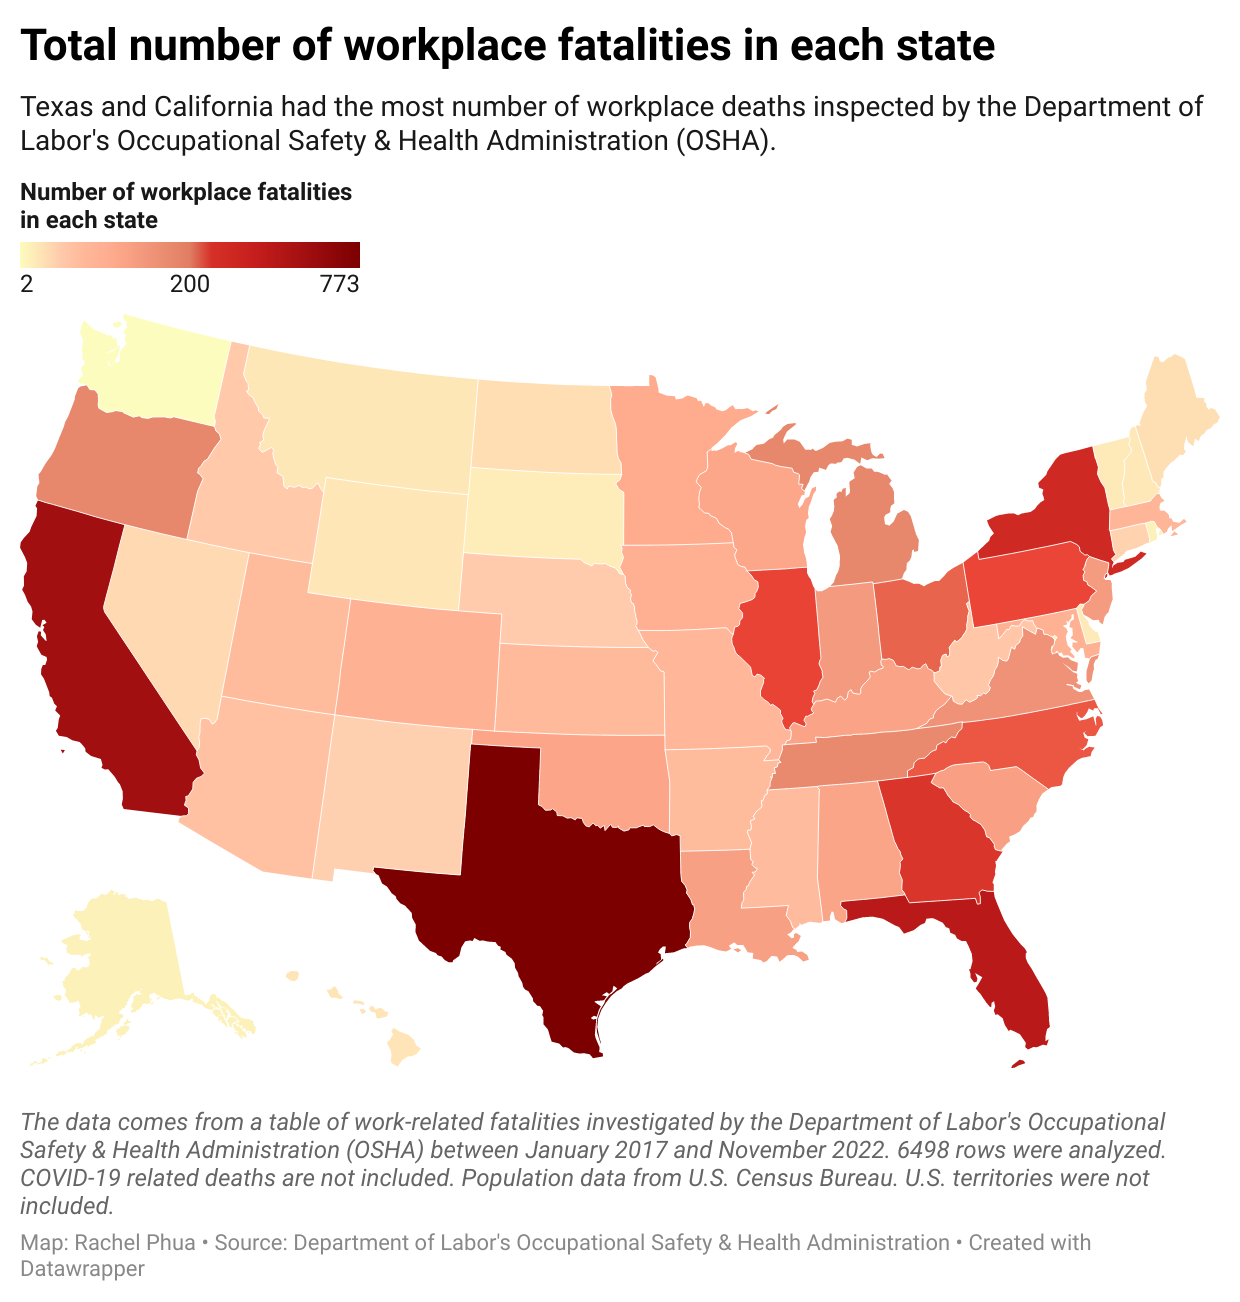 Total number of workplace fatalities in each state
Texas and California had the most number of workplace deaths inspected by the Department of
Labor's Occupational Safety & Health Administration (OSHA).
Number of workplace fatalities
in each state
2 200 773
The data comes from a table of work-related fatalities investigated by the Department of Labor's Occupational
Safety & Health Administration (OSHA) between January 2017 and November 2022. 6498 rows were analyzed.
COVID-19 related deaths are not included. Population data from U.S. Census Bureau. U.S. territories were not
included.
Map: Rachel Phua • Source: Department of Labor's Occupational Safety & Health Administration • Created with
Datawrapper